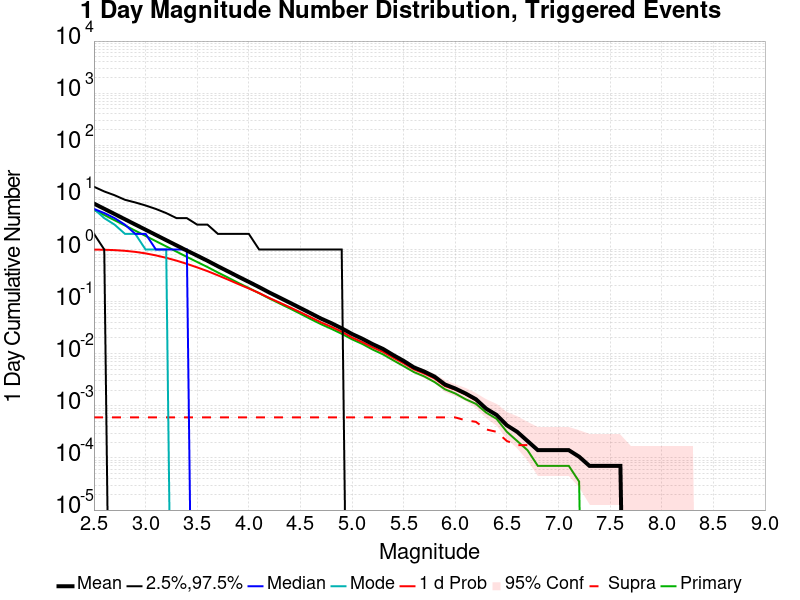 1 Day Magnitude Number Distribution, Triggered Events
10^4
10^3
10^2
10^1
10^0
10^-1
10^-2
10^-3
10^-4
10^-5
1 Day Cumulative Number
2.5 3.0 3.5 4.0 4.5 5.0 5.5 6.0 6.5 7.0 7.5 8.0 8.5 9.0
Magnitude
Mean 2.5%,97.5% Median Mode 1 d Prob 95% Conf Supra Primary